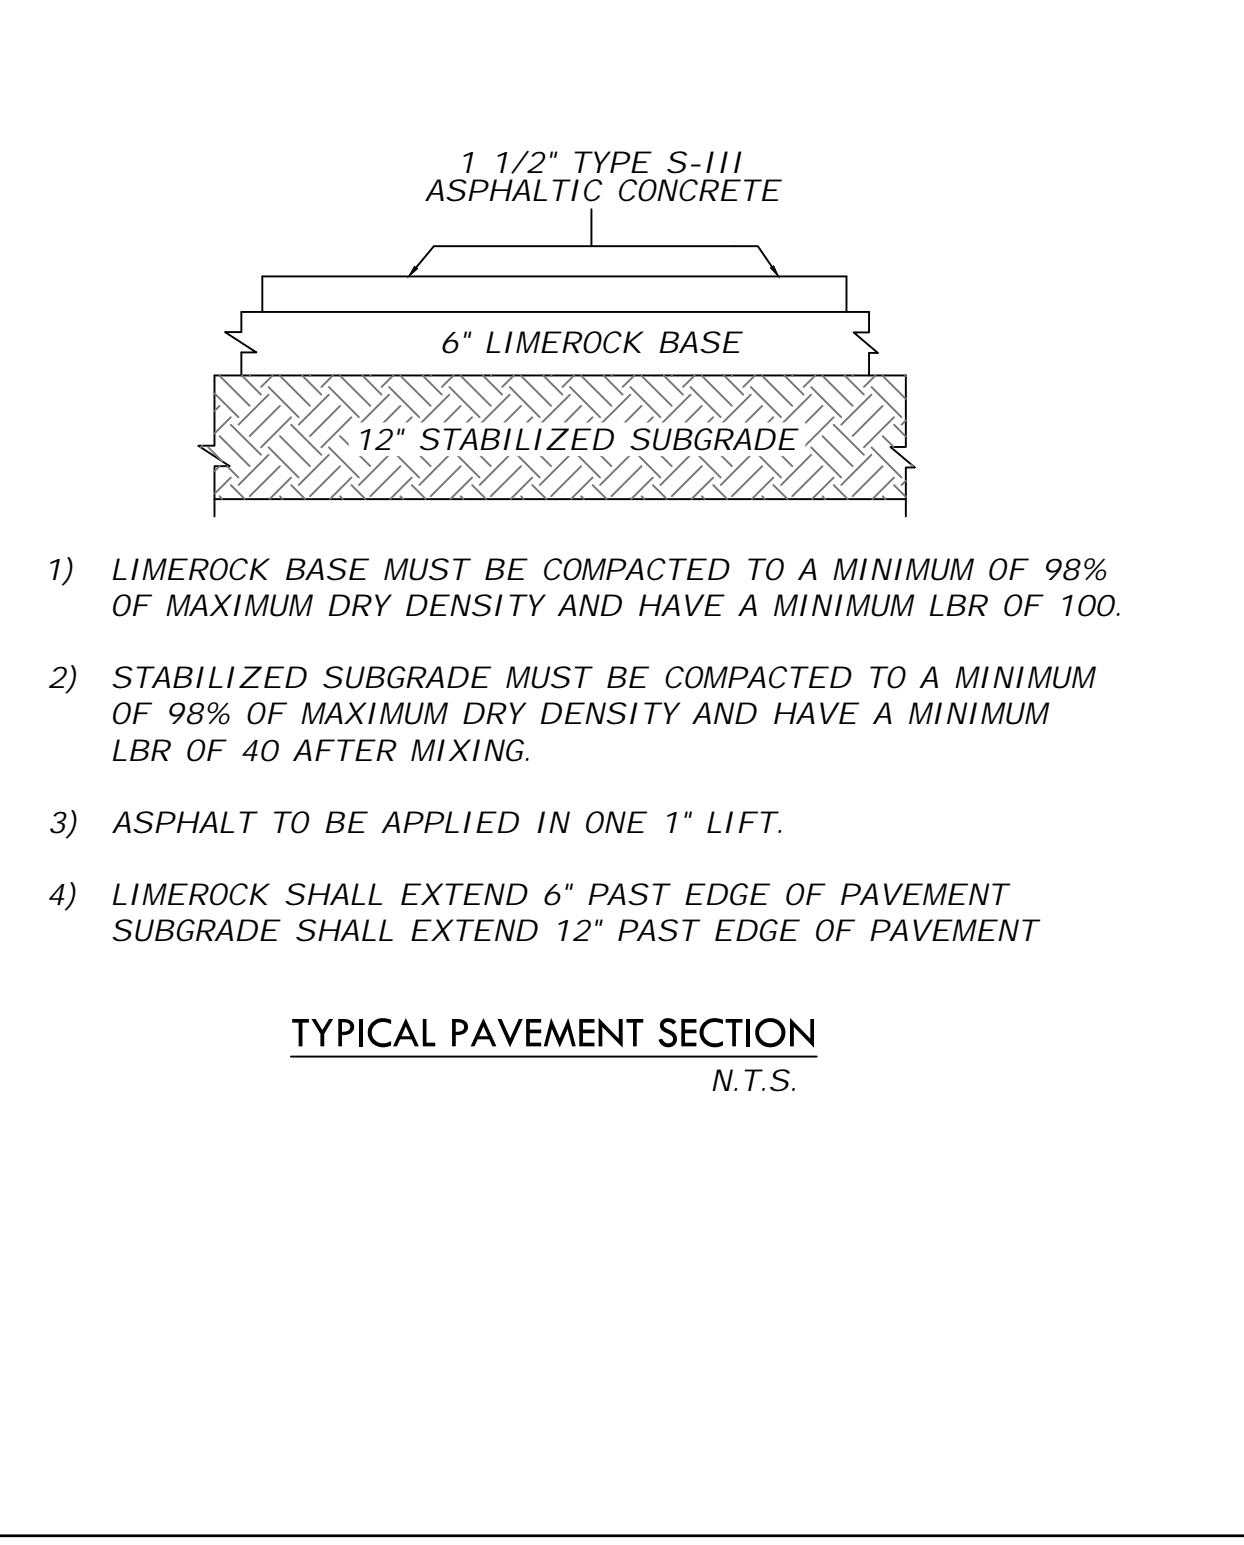 1 1/2" TYPE S-III
ASPHALTIC CONCRETE
6" LIMEROCK BASE
12" STABILIZED SUBGRADE
1) LIMEROCK BASE MUST BE COMPACTED TO A MINIMUM OF 98%
OF MAXIMUM DRY DENSITY AND HAVE A MINIMUM LBR OF 100.
2) STABILIZED SUBGRADE MUST BE COMPACTED TO A MINIMUM
OF 98% OF MAXIMUM DRY DENSITY AND HAVE A MINIMUM
LBR OF 40 AFTER MIXING.
3) ASPHALT TO BE APPLIED IN ONE 1" LIFT.
4) LIMEROCK SHALL EXTEND 6" PAST EDGE OF PAVEMENT
SUBGRADE SHALL EXTEND 12" PAST EDGE OF PAVEMENT
TYPICAL PAVEMENT SECTION
N.T.S.